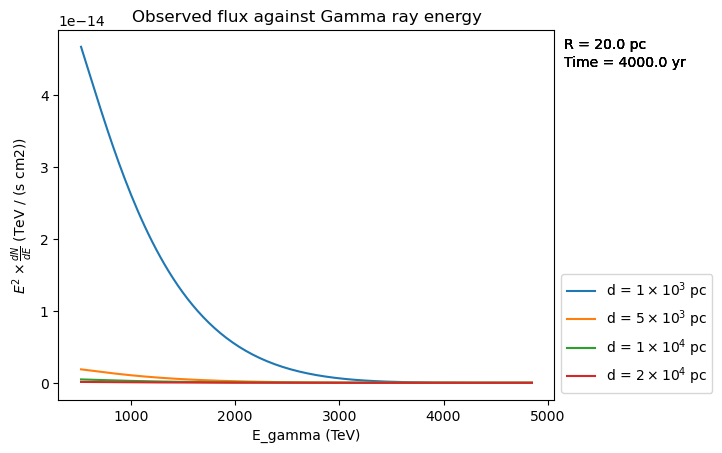 Observed flux against Gamma ray energy
1e−14
R = 20.0 pc
Time = 4000.0 yr
4
3
2
1
0
E² × dN/dE (TeV / (s cm2))
1000
2000
3000
4000
5000
E_gamma (TeV)
d = 1 × 10³ pc
d = 5 × 10³ pc
d = 1 × 10⁴ pc
d = 2 × 10⁴ pc